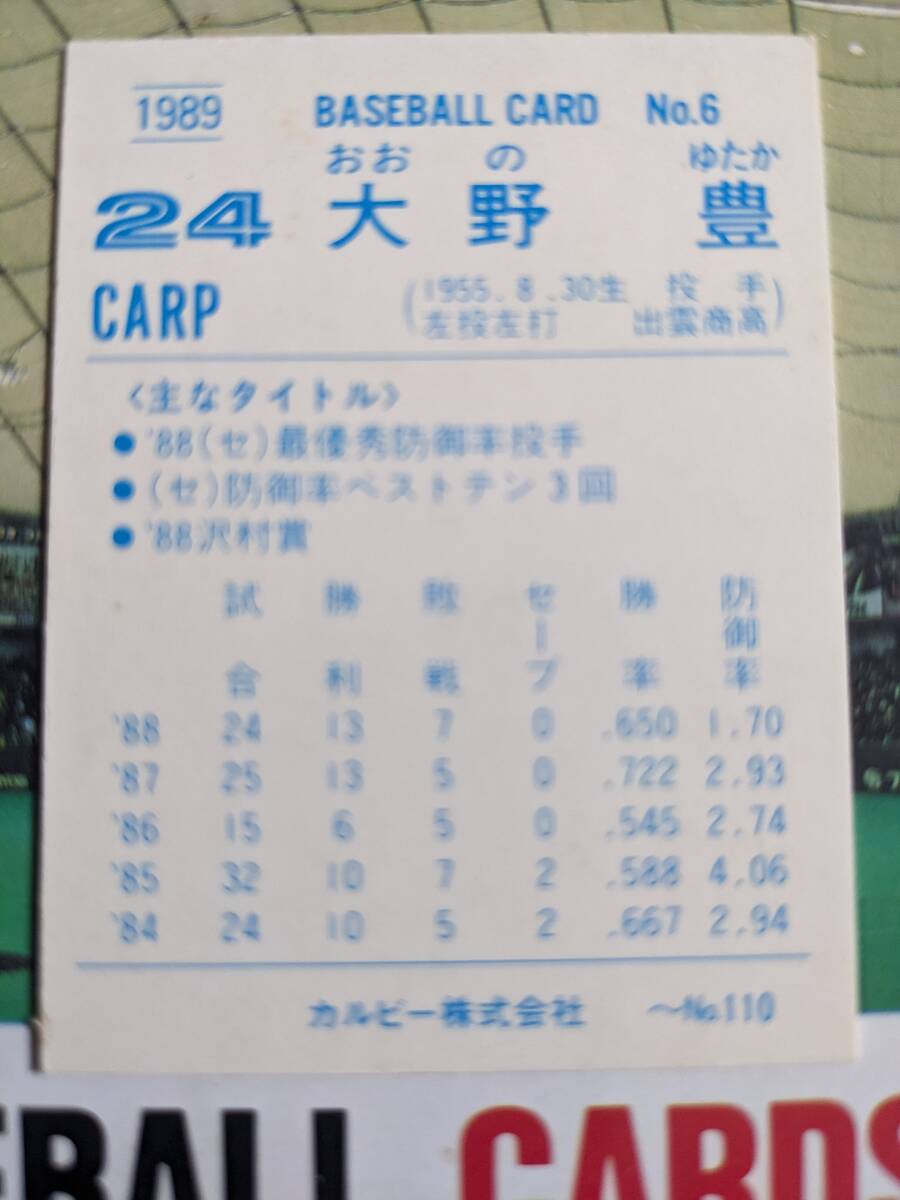 1989 BASEBALL CARD No.6
おおの ゆたか
24 大野 豊
CARP (1955.8.30生 投手
左投左打 出雲商高)
〈主なタイトル〉
●'88(セ)最優秀防御率投手
●(セ)防御率ベストテン3回
●'88沢村賞
試合 勝利 敗戦 セーブ 勝率 防御率
'88 24 13 7 0 .650 1.70
'87 25 13 5 0 .722 2.93
'86 15 6 5 0 .545 2.74
'85 32 10 7 2 .588 4.06
'84 24 10 5 2 .667 2.94
カルビー株式会社 〜No.110
EBALL CARDS